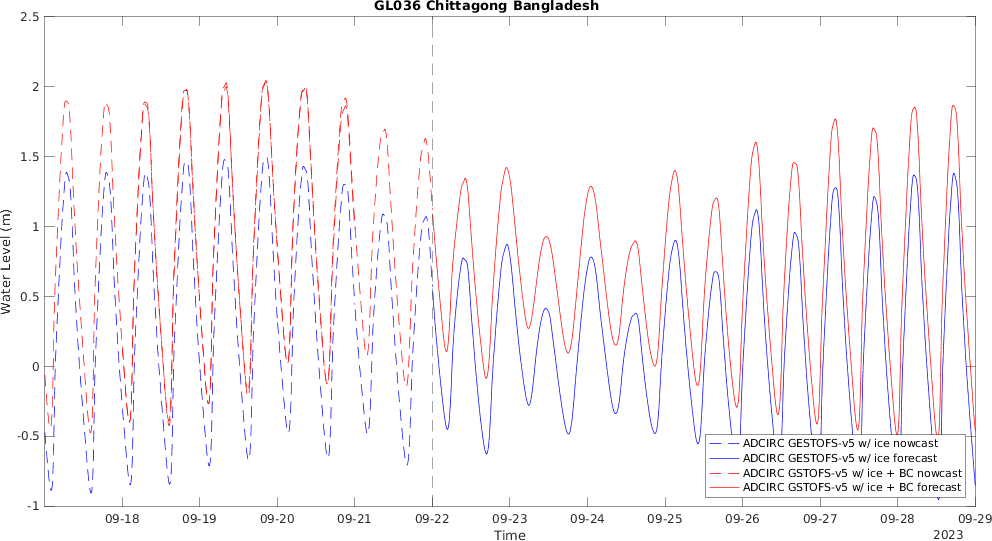 GL036 Chittagong Bangladesh
2.5
2
1.5
1
0.5
0
-0.5
-1
Water Level (m)
ADCIRC GESTOFS-v5 w/ ice nowcast
ADCIRC GESTOFS-v5 w/ ice forecast
ADCIRC GSTOFS-v5 w/ ice + BC nowcast
ADCIRC GSTOFS-v5 w/ ice + BC forecast
09-18 09-19 09-20 09-21 09-22 09-23 09-24 09-25 09-26 09-27 09-28 09-29
Time
2023